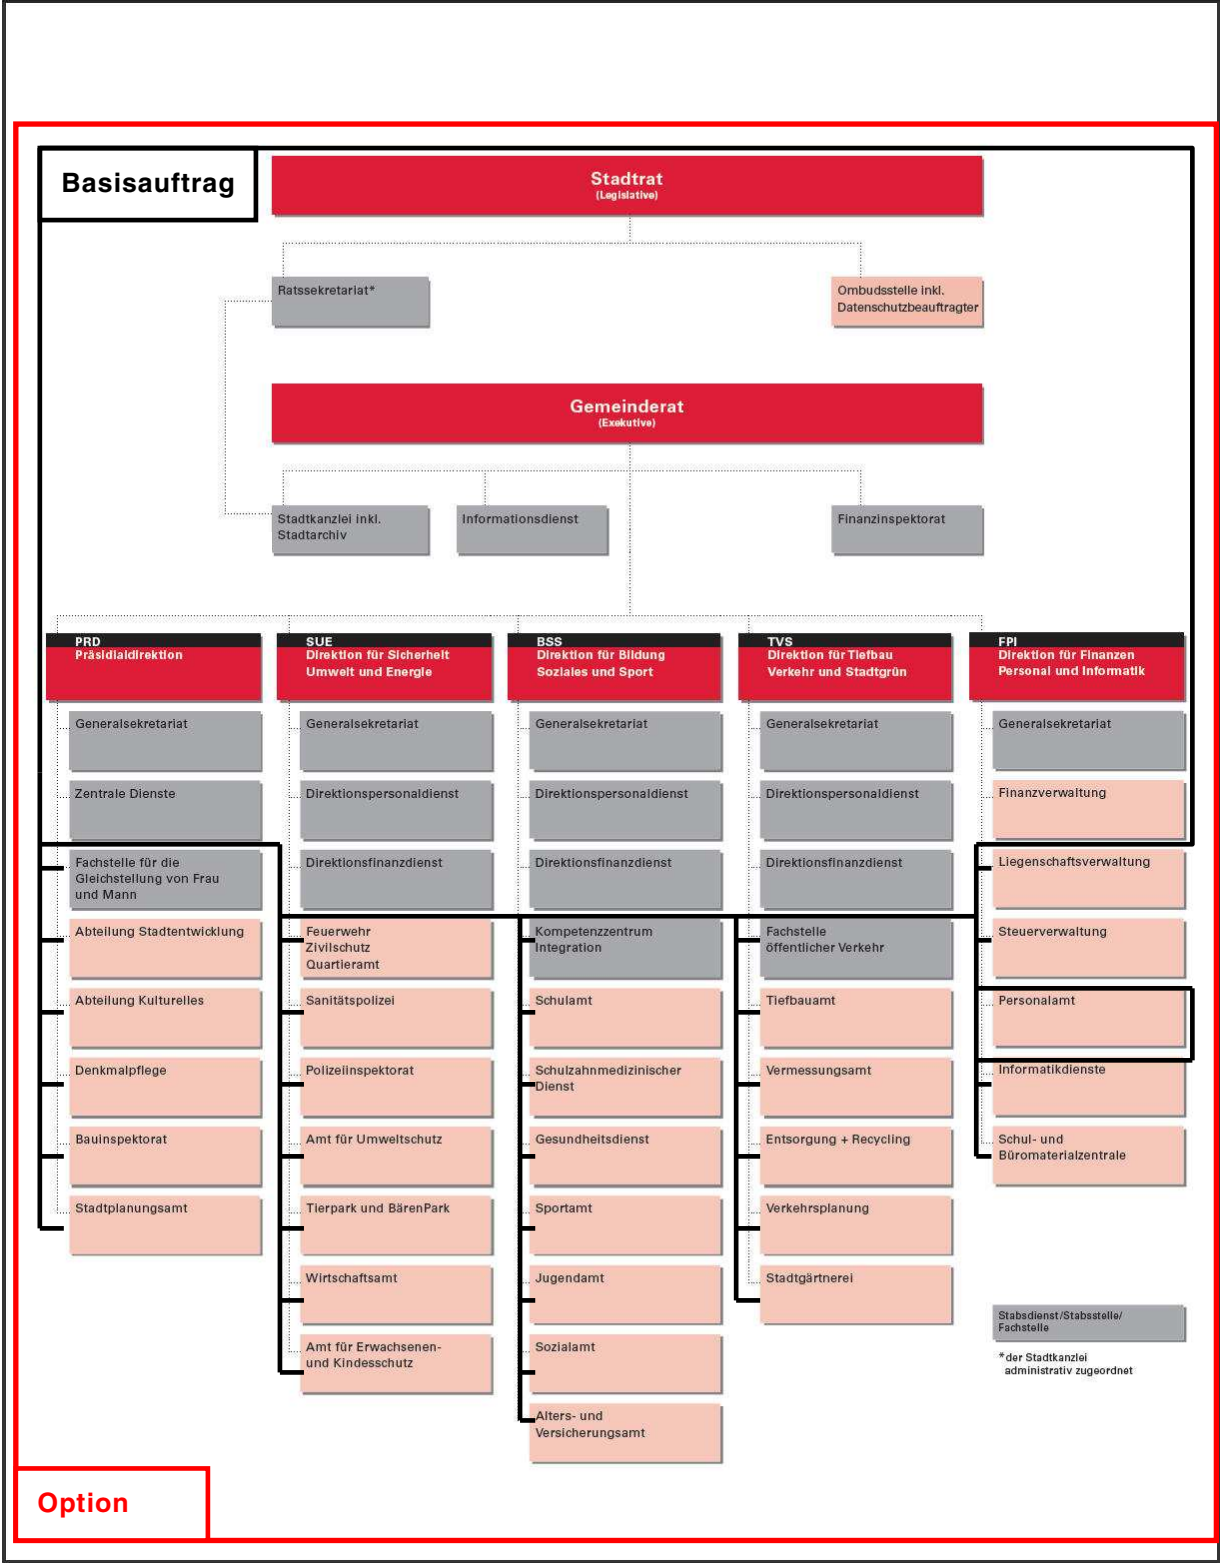 Basisauftrag
Stadtrat
(Legislative)
Ratssekretariat*
Ombudsstelle inkl.
Datenschutzbeauftragter
Gemeinderat
(Exekutive)
Stadtkanzlei inkl.
Stadtarchiv
Informationsdienst
Finanzinspektorat
PRD
Präsidialdirektion
Generalsekretariat
Zentrale Dienste
Fachstelle für die
Gleichstellung von Frau
und Mann
Abteilung Stadtentwicklung
Abteilung Kulturelles
Denkmalpflege
Bauinspektorat
Stadtplanungsamt
SUE
Direktion für Sicherheit
Umwelt und Energie
Generalsekretariat
Direktionspersonaldienst
Direktionsfinanzdienst
Feuerwehr
Zivilschutz
Quartieramt
Sanitätspolizei
Polizeiinspektorat
Amt für Umweltschutz
Tierpark und BärenPark
Wirtschaftsamt
Amt für Erwachsenen-
und Kindesschutz
BSS
Direktion für Bildung
Soziales und Sport
Generalsekretariat
Direktionspersonaldienst
Direktionsfinanzdienst
Kompetenzzentrum
Integration
Schulamt
Schulzahnmedizinischer
Dienst
Gesundheitsdienst
Sportamt
Jugendamt
Sozialamt
Alters- und
Versicherungsamt
TVS
Direktion für Tiefbau
Verkehr und Stadtgrün
Generalsekretariat
Direktionspersonaldienst
Direktionsfinanzdienst
Fachstelle
öffentlicher Verkehr
Tiefbauamt
Vermessungsamt
Entsorgung + Recycling
Verkehrsplanung
Stadtgärtnerei
FPI
Direktion für Finanzen
Personal und Informatik
Generalsekretariat
Finanzverwaltung
Liegenschaftsverwaltung
Steuerverwaltung
Personalamt
Informatikdienste
Schul- und
Büromaterialzentrale
Stabsdienst/Stabsstelle/
Fachstelle
*der Stadtkanzlei
administrativ zugeordnet
Option